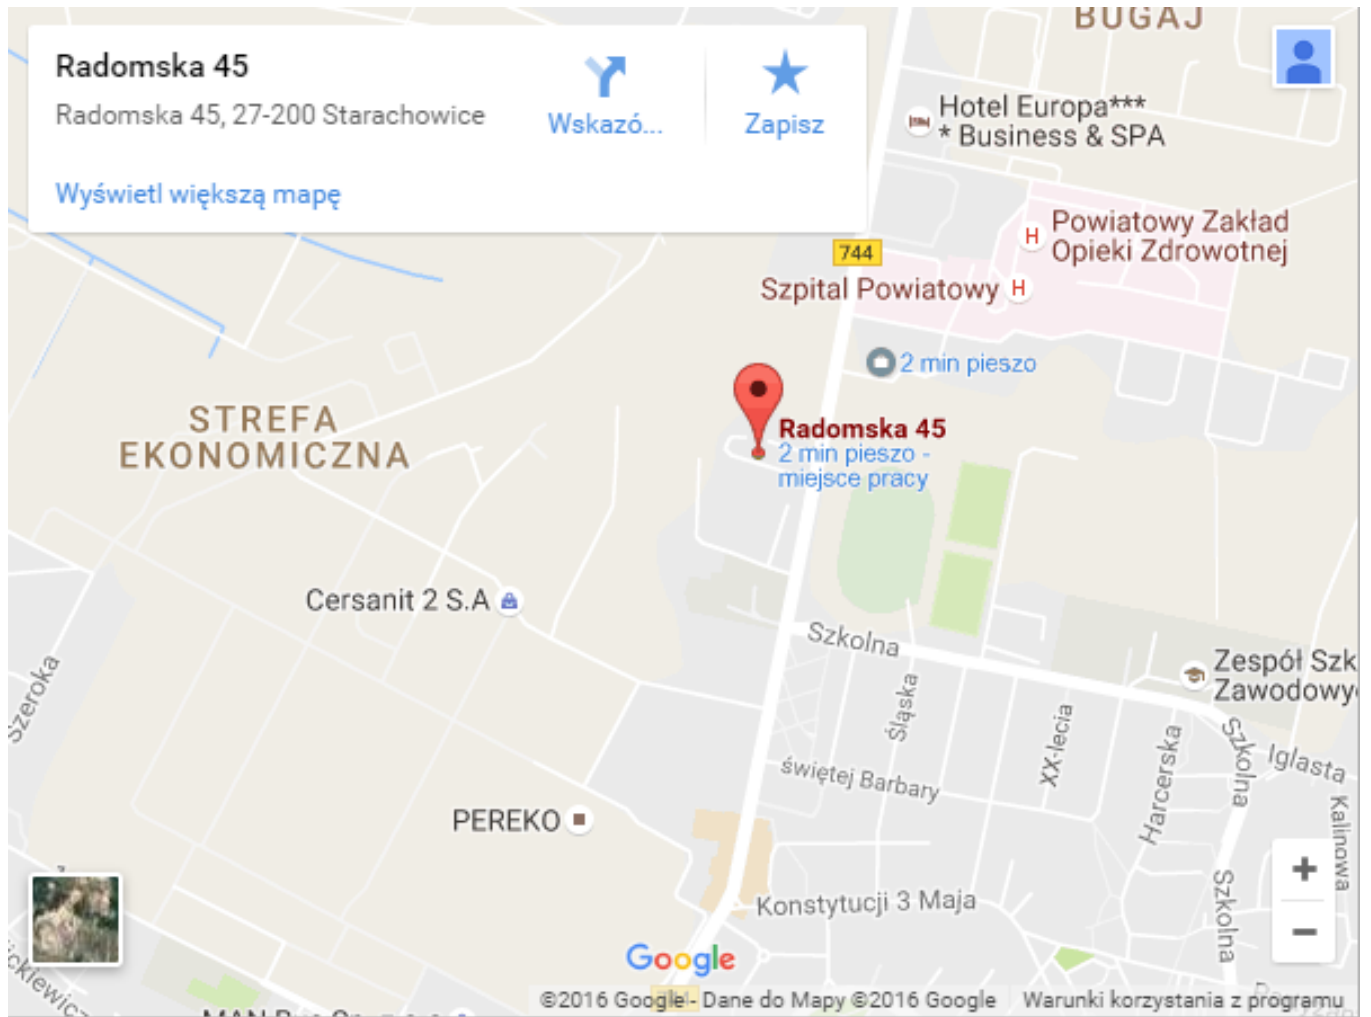 BUGAJ
Radomska 45
Radomska 45, 27-200 Starachowice
Wskazó...
Zapisz
Wyświetl większą mapę
Hotel Europa***
* Business & SPA
Powiatowy Zakład
Opieki Zdrowotnej
744
Szpital Powiatowy H
H
2 min pieszo
STREFA
EKONOMICZNA
Radomska 45
2 min pieszo -
miejsce pracy
Cersanit 2 S.A
Szkolna
Zespół Szk
Zawodowy
Szeroka
Śląska
XX-lecia
Harcerska
Szkolna
Iglasta
świętej Barbary
Kalinowa
PEREKO
+
Szkolna
Konstytucji 3 Maja
−
Google
©2016 Google - Dane do Mapy ©2016 Google
Warunki korzystania z programu